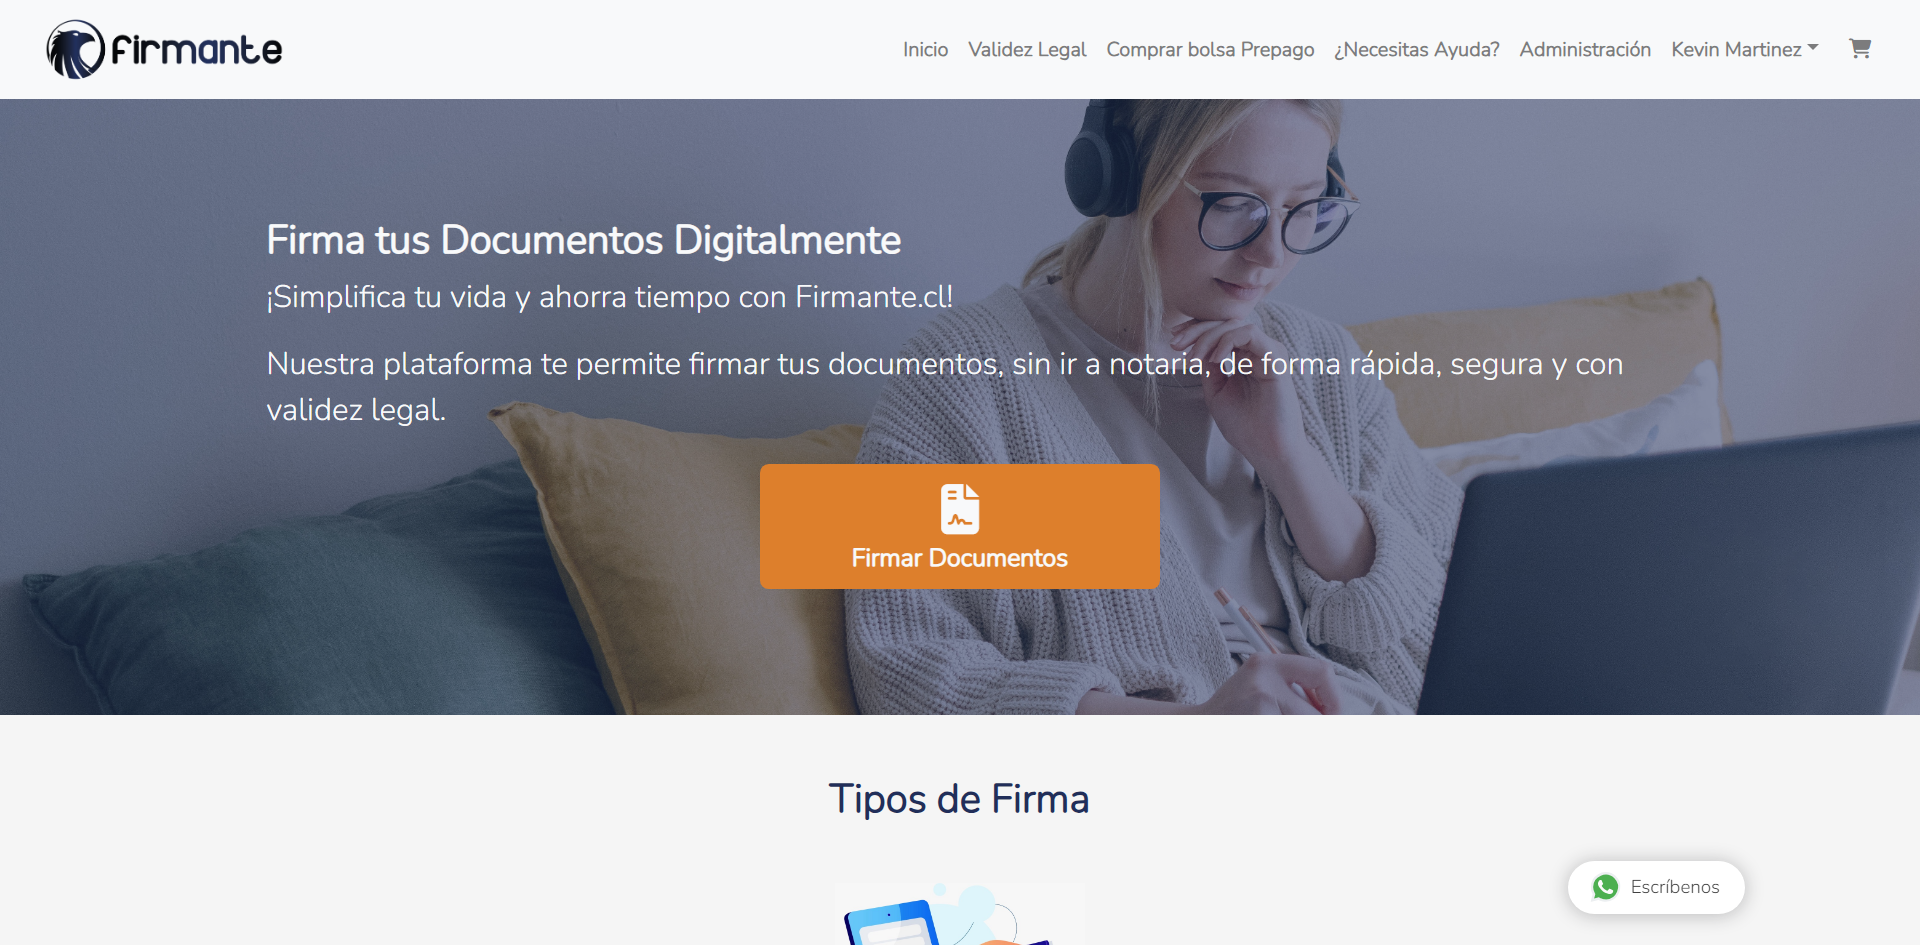 firmante
Inicio Validez Legal Comprar bolsa Prepago ¿Necesitas Ayuda? Administración Kevin Martinez
Firma tus Documentos Digitalmente
¡Simplifica tu vida y ahorra tiempo con Firmante.cl!
Nuestra plataforma te permite firmar tus documentos, sin ir a notaria, de forma rápida, segura y con
validez legal.
Firmar Documentos
Tipos de Firma
Escríbenos